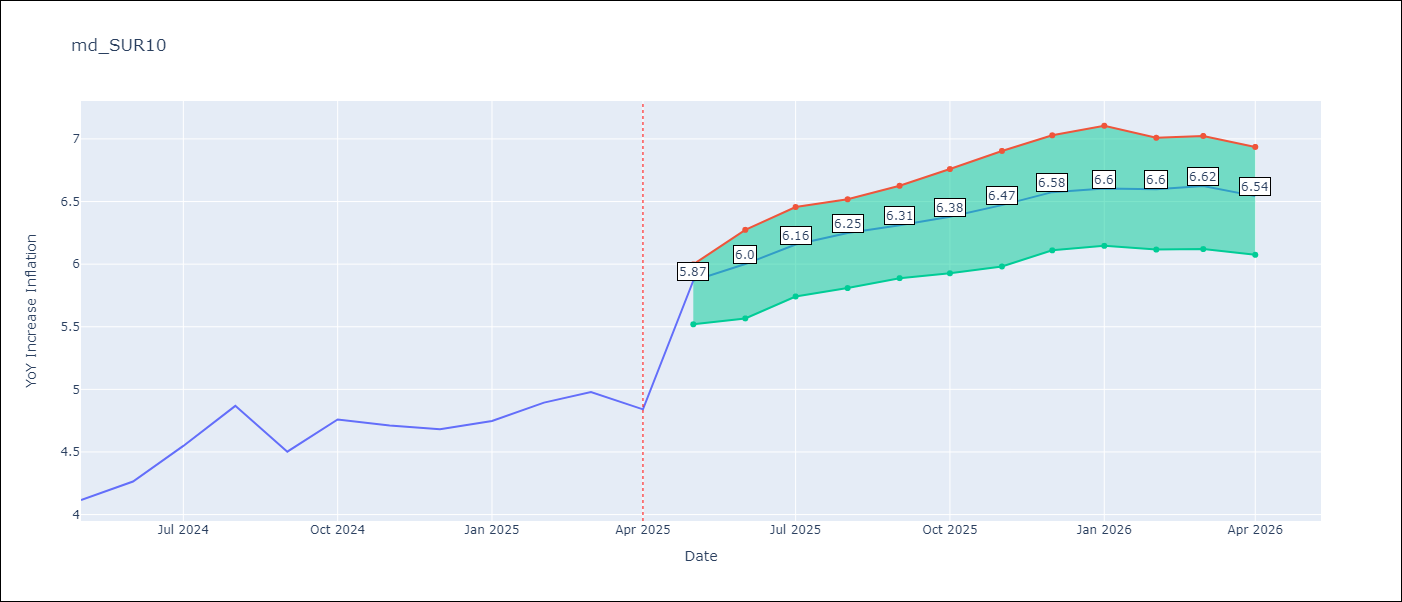 md_SUR10
YoY Increase Inflation
7
6.5
6
5.5
5
4.5
4
5.87
6.0
6.16
6.25
6.31
6.38
6.47
6.58
6.6
6.6
6.62
6.54
Jul 2024
Oct 2024
Jan 2025
Apr 2025
Jul 2025
Oct 2025
Jan 2026
Apr 2026
Date